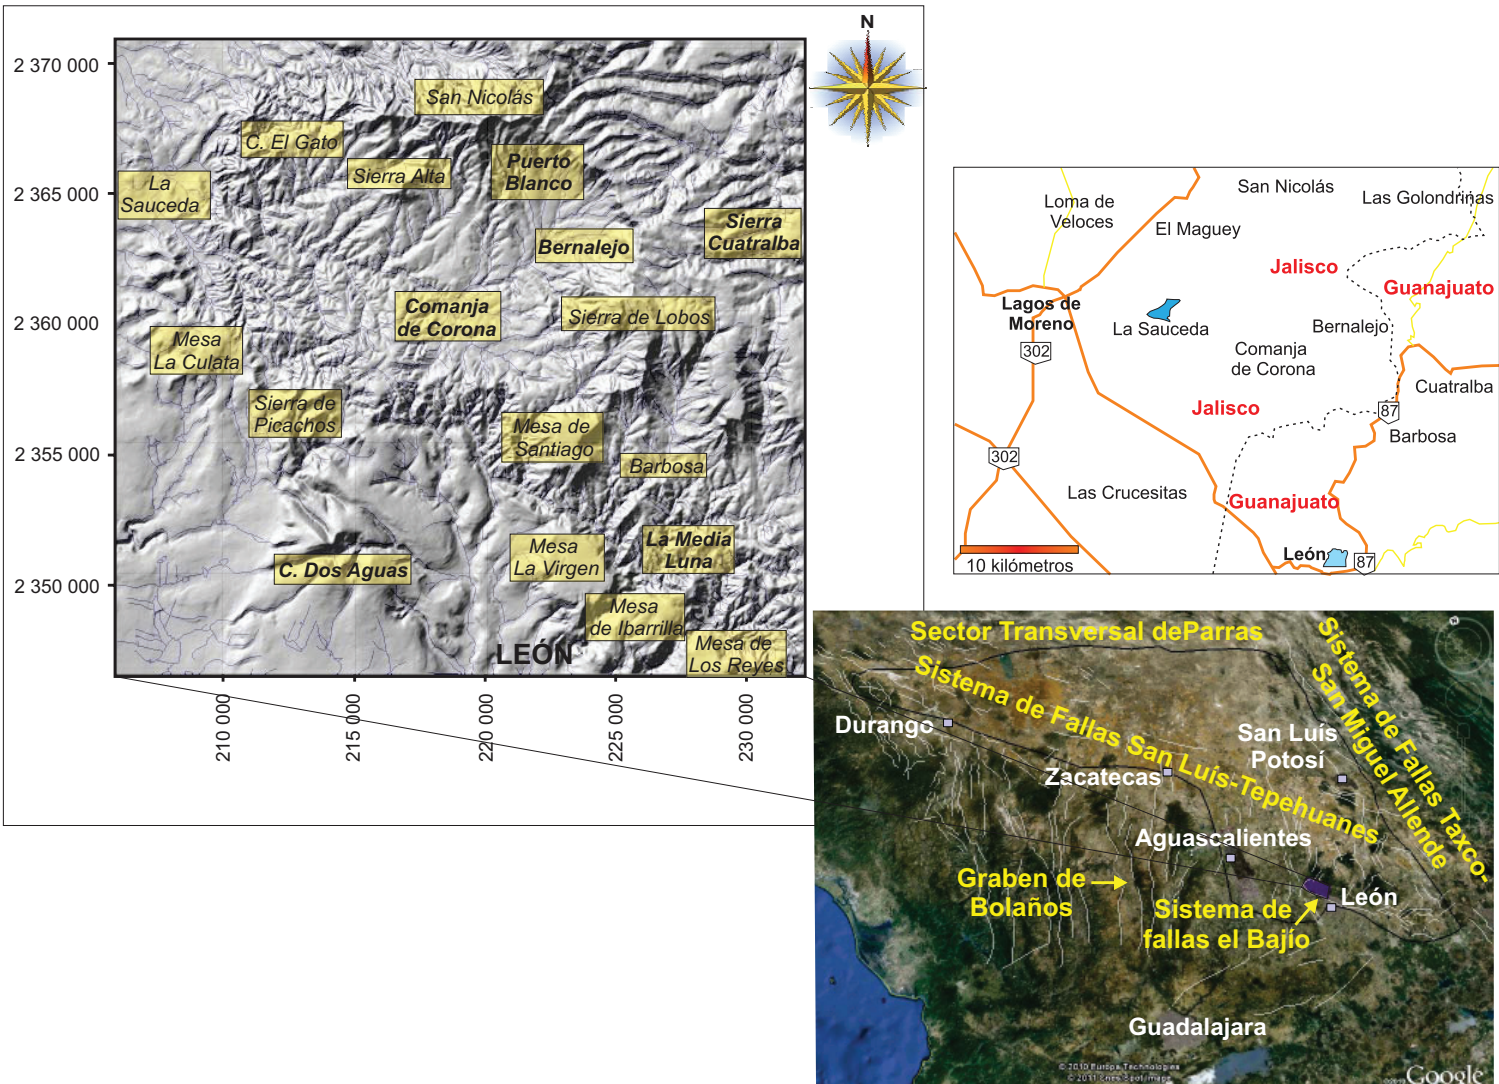 N
2 370 000
2 365 000
2 360 000
2 355 000
2 350 000
San Nicolás
C. El Gato
Sierra Alta
Puerto
Blanco
La
Sauceda
Sierra
Cuatralba
Bernalejo
Comanja
de Corona
Sierra de Lobos
Mesa
La Culata
Sierra de
Picachos
Mesa de
Santiago
Barbosa
La Media
Luna
Mesa
La Virgen
C. Dos Aguas
Mesa
de Ibarrilla
Mesa de
Los Reyes
LEÓN
210 000
215 000
220 000
225 000
230 000
San Nicolás
Las Golondrinas
Loma de
Veloces
El Maguey
Jalisco
Guanajuato
Lagos de
Moreno
La Sauceda
Bernalejo
302
Comanja
de Corona
Cuatralba
Jalisco
87
Barbosa
302
Las Crucesitas
Guanajuato
León
87
10 kilómetros
Sector Transversal deParras
Sistema de Fallas San Luís-Tepehuanes
Sistema de Fallas Taxco-
San Miguel Allende
Durango
San Luís
Potosí
Zacatecas
Aguascalientes
Graben de
Bolaños
León
Sistema de
fallas el Bajío
Guadalajara
© 2010 Europa Technologies
© 2011 Cnes/Spot Image
Google